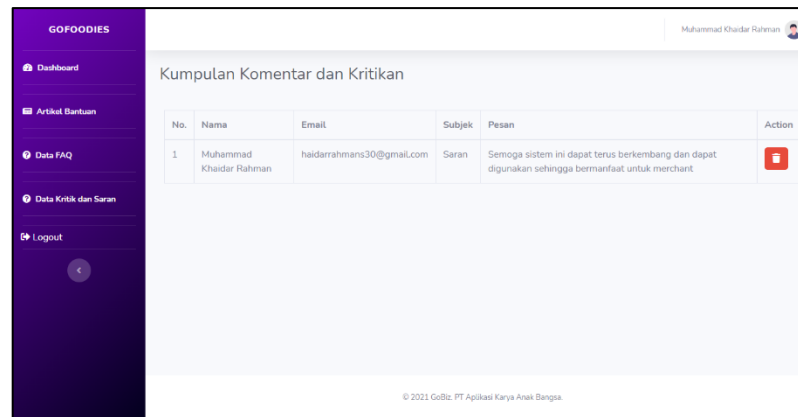 GOFOODIES
Muhammad Khaidar Rahman
Dashboard
Artikel Bantuan
Data FAQ
Data Kritik dan Saran
Logout
Kumpulan Komentar dan Kritikan
No. Nama Email Subjek Pesan Action
1 Muhammad haidarrahmans30@gmail.com Saran Semoga sistem ini dapat terus berkembang dan dapat
Khaidar Rahman digunakan sehingga bermanfaat untuk merchant
© 2021 GoBiz. PT Aplikasi Karya Anak Bangsa.